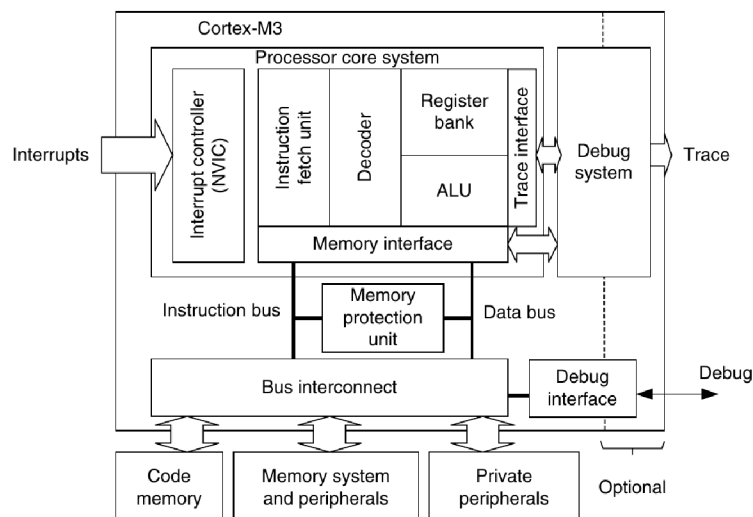 Cortex-M3
Processor core system
Interrupts
Interrupt controller
(NVIC)
Instruction
fetch unit
Decoder
Register
bank
ALU
Trace interface
Debug
system
Trace
Memory interface
Instruction bus
Memory
protection
unit
Data bus
Bus interconnect
Debug
interface
Debug
Code
memory
Memory system
and peripherals
Private
peripherals
Optional